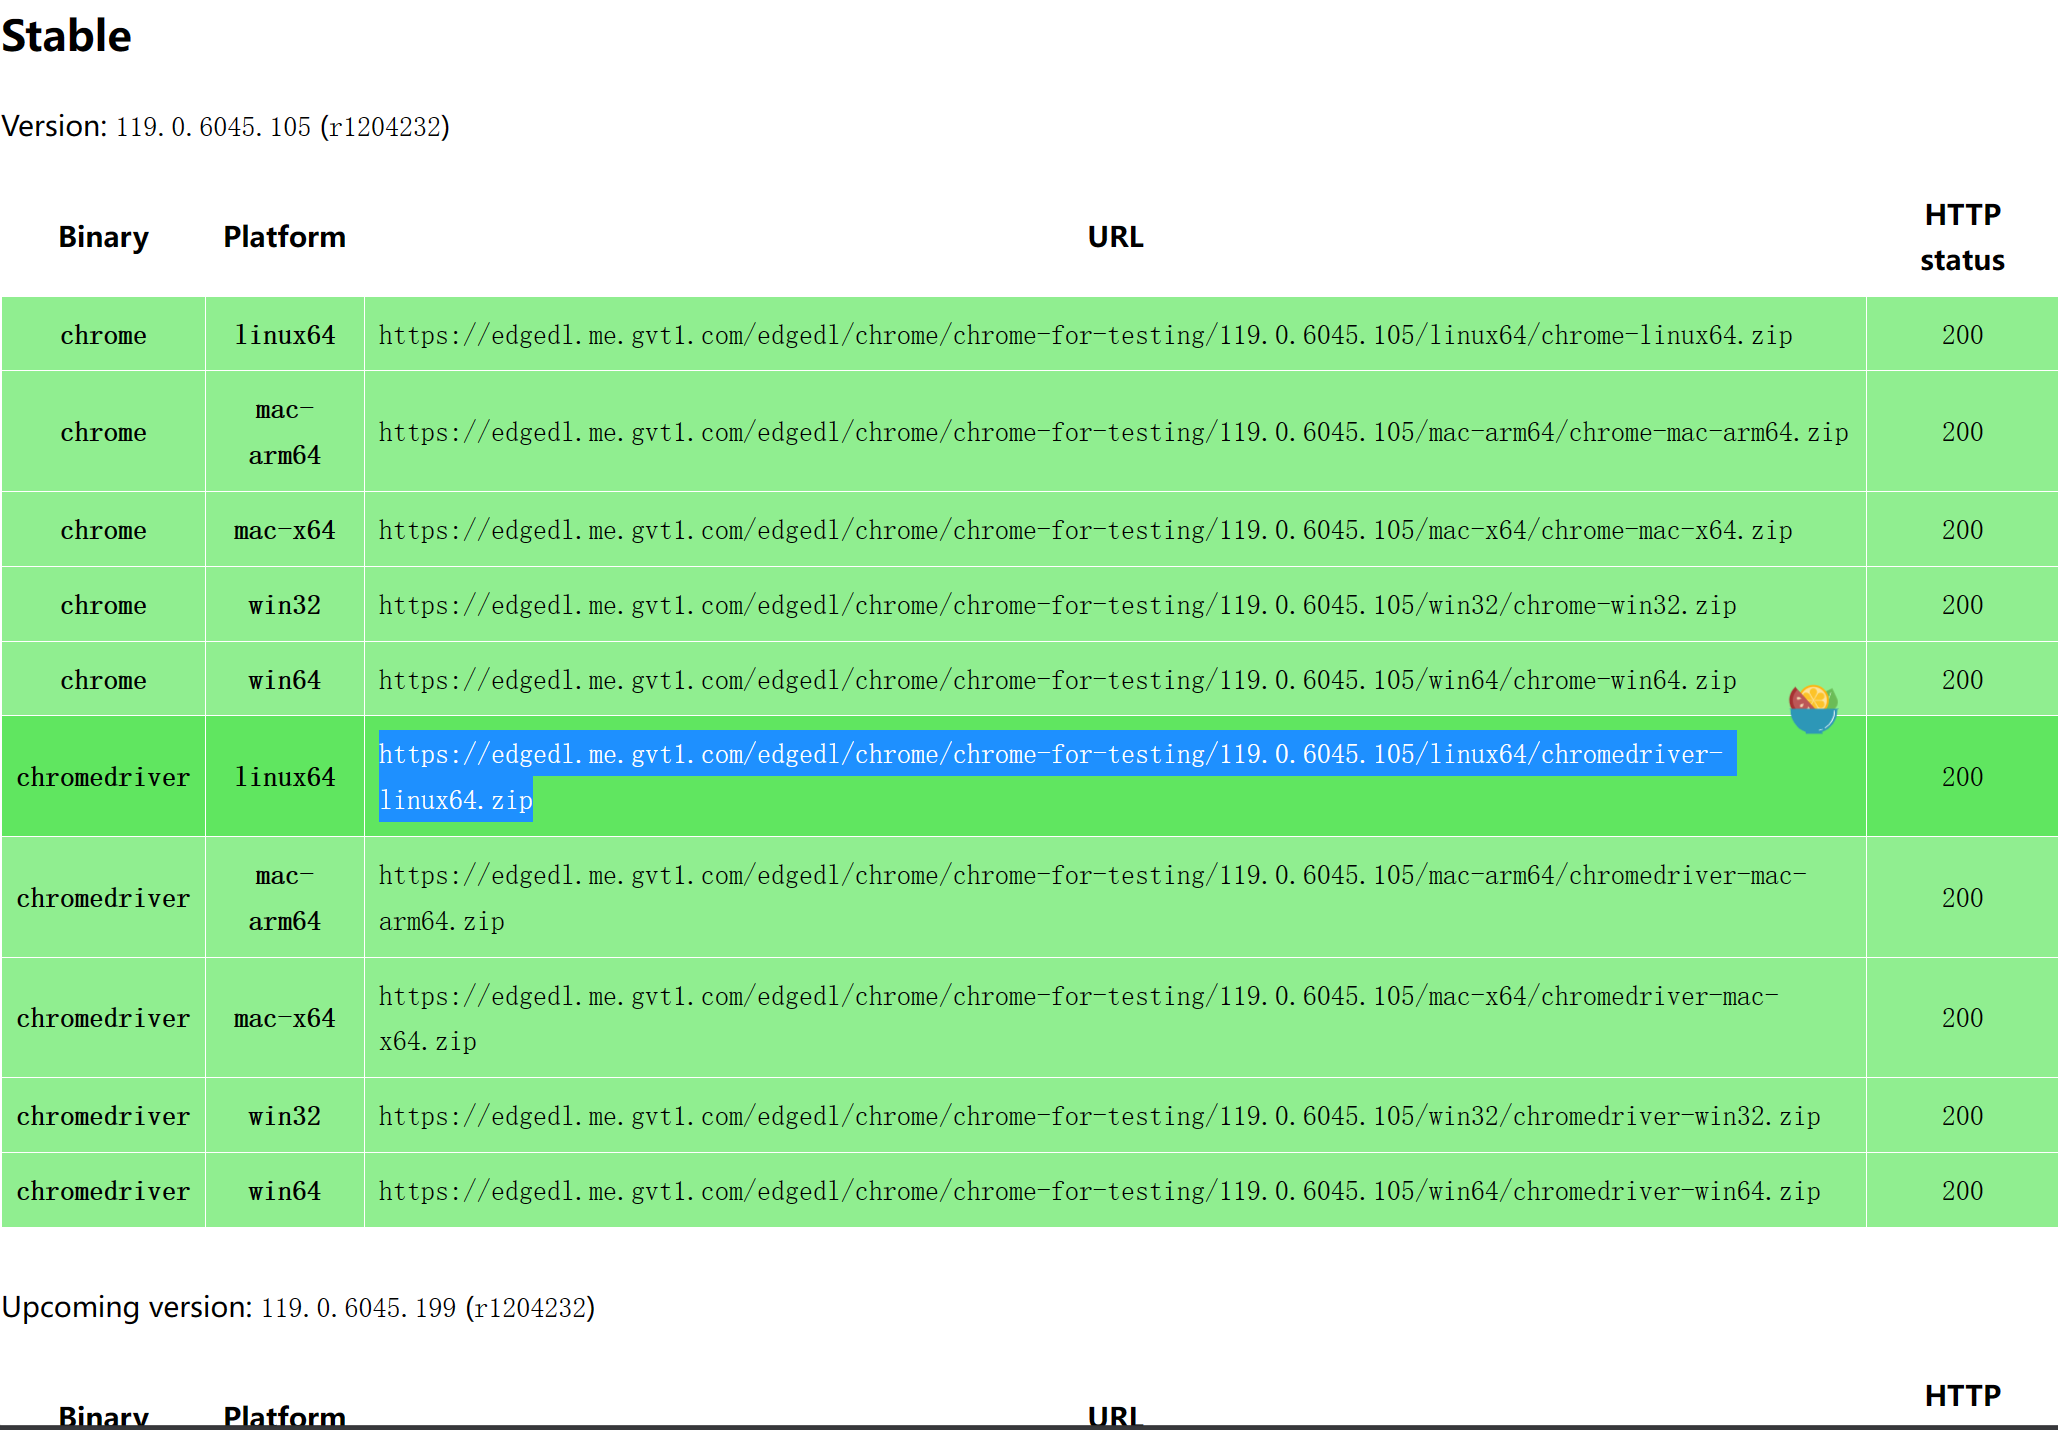 Stable
Version: 119.0.6045.105 (r1204232)
Binary Platform URL HTTP status
chrome linux64 https://edgedl.me.gvt1.com/edgedl/chrome/chrome-for-testing/119.0.6045.105/linux64/chrome-linux64.zip 200
chrome mac-arm64 https://edgedl.me.gvt1.com/edgedl/chrome/chrome-for-testing/119.0.6045.105/mac-arm64/chrome-mac-arm64.zip 200
chrome mac-x64 https://edgedl.me.gvt1.com/edgedl/chrome/chrome-for-testing/119.0.6045.105/mac-x64/chrome-mac-x64.zip 200
chrome win32 https://edgedl.me.gvt1.com/edgedl/chrome/chrome-for-testing/119.0.6045.105/win32/chrome-win32.zip 200
chrome win64 https://edgedl.me.gvt1.com/edgedl/chrome/chrome-for-testing/119.0.6045.105/win64/chrome-win64.zip 200
chromedriver linux64 https://edgedl.me.gvt1.com/edgedl/chrome/chrome-for-testing/119.0.6045.105/linux64/chromedriver-linux64.zip 200
chromedriver mac-arm64 https://edgedl.me.gvt1.com/edgedl/chrome/chrome-for-testing/119.0.6045.105/mac-arm64/chromedriver-mac-arm64.zip 200
chromedriver mac-x64 https://edgedl.me.gvt1.com/edgedl/chrome/chrome-for-testing/119.0.6045.105/mac-x64/chromedriver-mac-x64.zip 200
chromedriver win32 https://edgedl.me.gvt1.com/edgedl/chrome/chrome-for-testing/119.0.6045.105/win32/chromedriver-win32.zip 200
chromedriver win64 https://edgedl.me.gvt1.com/edgedl/chrome/chrome-for-testing/119.0.6045.105/win64/chromedriver-win64.zip 200
Upcoming version: 119.0.6045.199 (r1204232)
Binary Platform URL HTTP